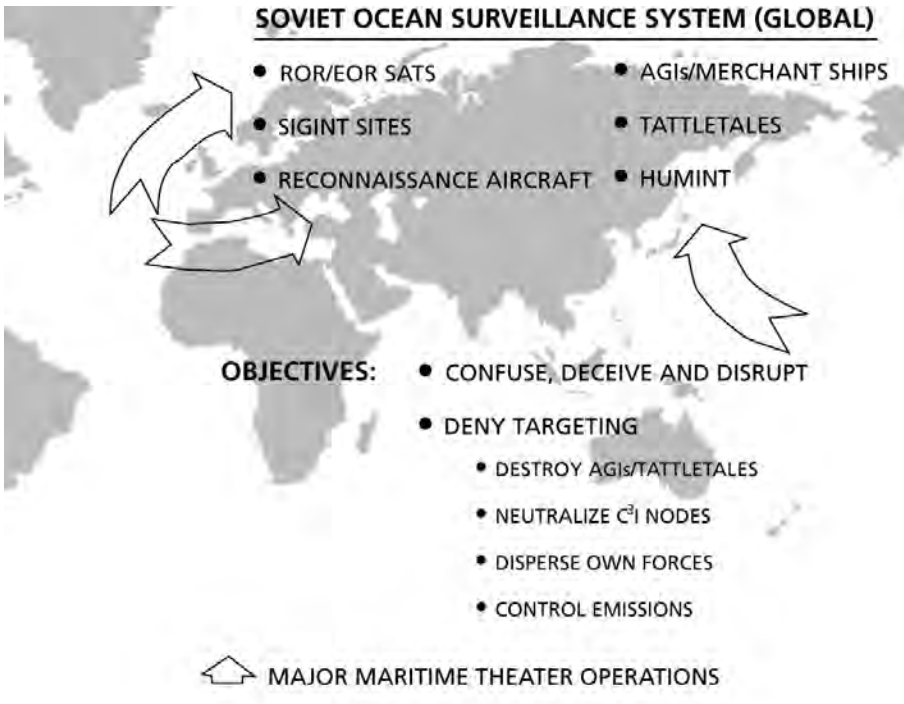 SOVIET OCEAN SURVEILLANCE SYSTEM (GLOBAL)
• ROR/EOR SATS
• SIGINT SITES
• RECONNAISSANCE AIRCRAFT
• AGIs/MERCHANT SHIPS
• TATTLETALES
• HUMINT
OBJECTIVES:
• CONFUSE, DECEIVE AND DISRUPT
• DENY TARGETING
• DESTROY AGIs/TATTLETALES
• NEUTRALIZE C³I NODES
• DISPERSE OWN FORCES
• CONTROL EMISSIONS
MAJOR MARITIME THEATER OPERATIONS